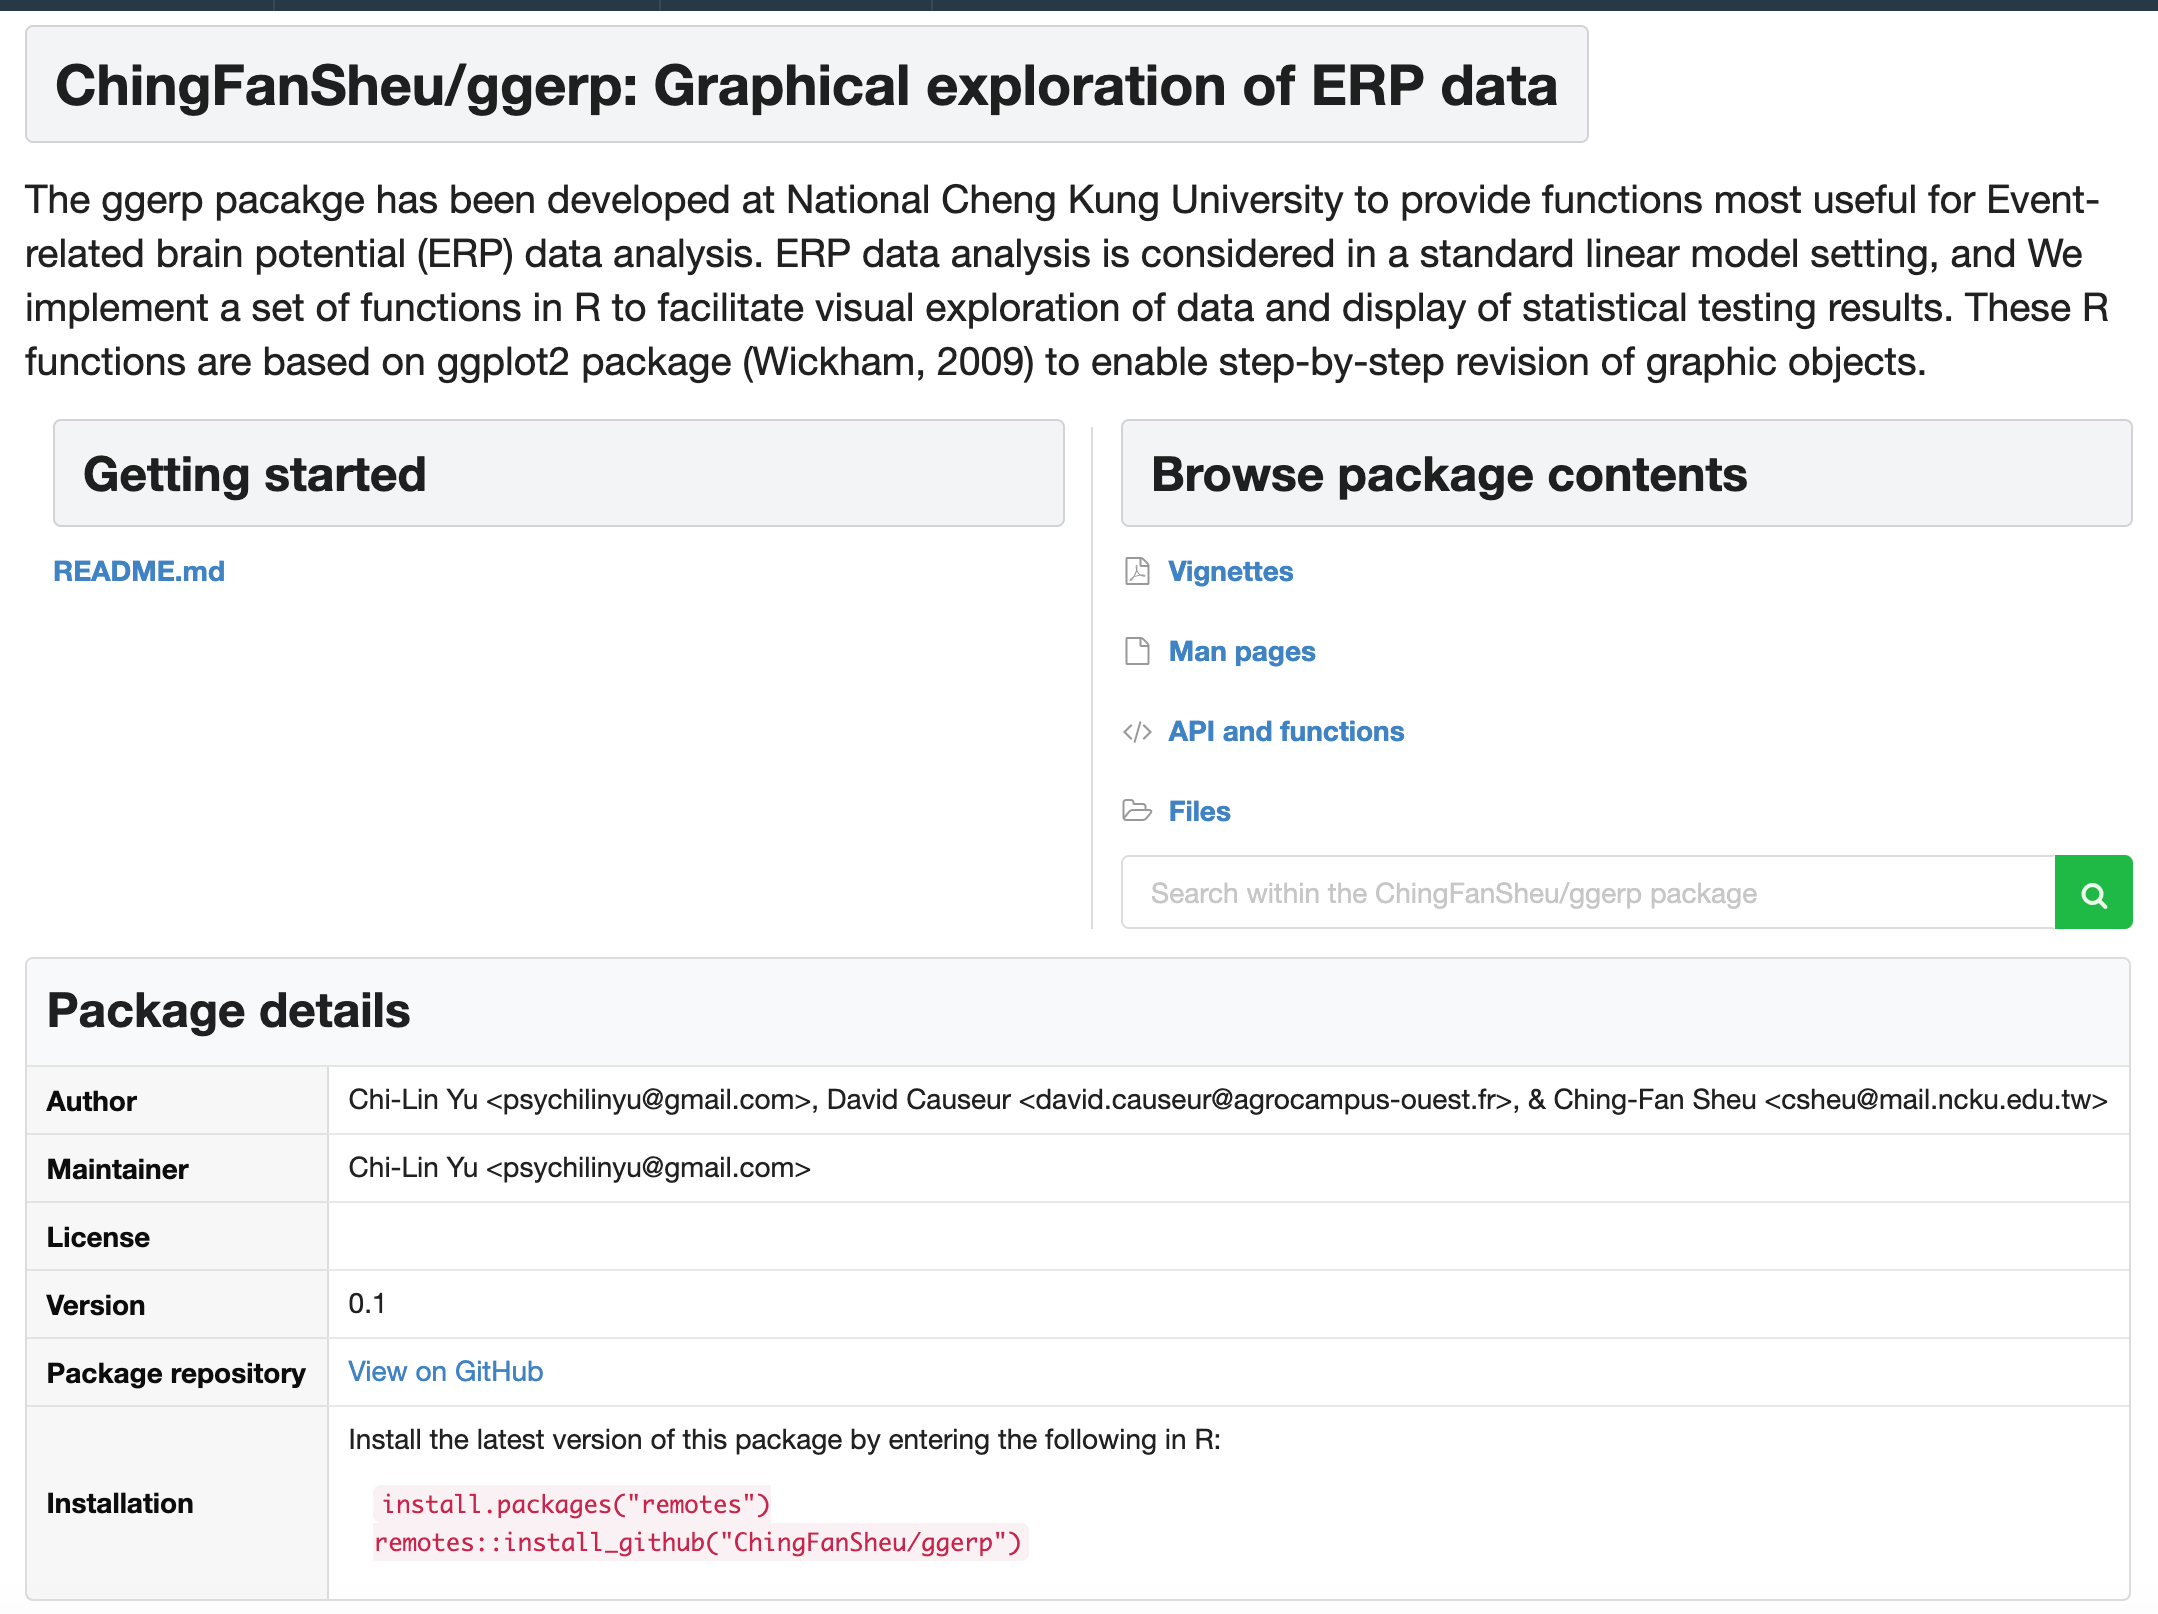 ChingFanSheu/ggerp: Graphical exploration of ERP data
The ggerp pacakge has been developed at National Cheng Kung University to provide functions most useful for Event-
related brain potential (ERP) data analysis. ERP data analysis is considered in a standard linear model setting, and We
implement a set of functions in R to facilitate visual exploration of data and display of statistical testing results. These R
functions are based on ggplot2 package (Wickham, 2009) to enable step-by-step revision of graphic objects.
Getting started
README.md
Browse package contents
Vignettes
Man pages
API and functions
Files
Search within the ChingFanSheu/ggerp package
Package details
Author Chi-Lin Yu <psychilinyu@gmail.com>, David Causeur <david.causeur@agrocampus-ouest.fr>, & Ching-Fan Sheu <csheu@mail.ncku.edu.tw>
Maintainer Chi-Lin Yu <psychilinyu@gmail.com>
License
Version 0.1
Package repository View on GitHub
Installation
Install the latest version of this package by entering the following in R:
install.packages("remotes")
remotes::install_github("ChingFanSheu/ggerp")